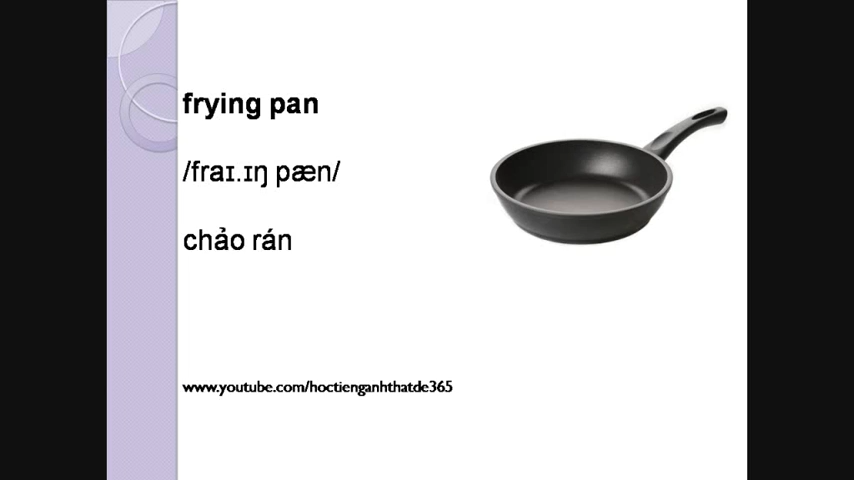 frying pan
/fraɪ.ɪŋ pæn/
chảo rán
www.youtube.com/hoctienganhthatde365